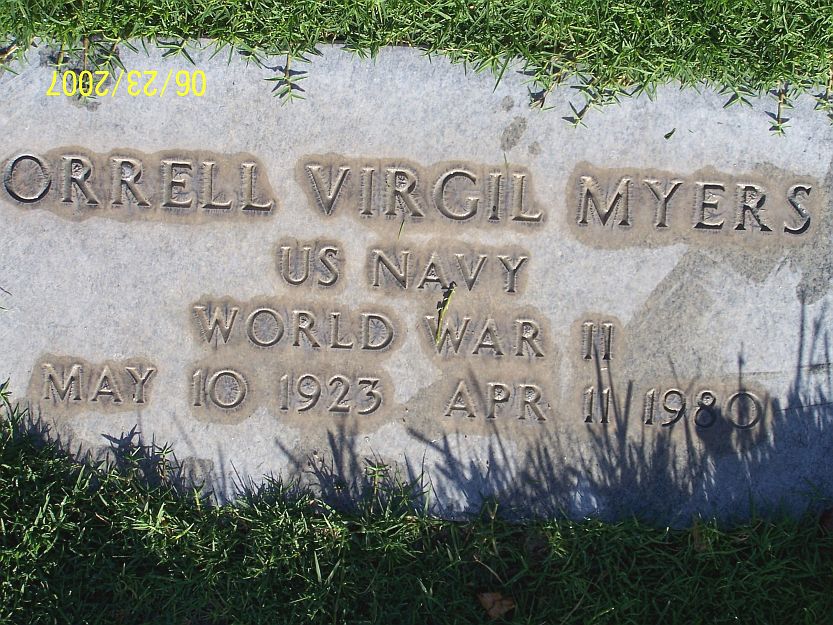 06/23/2007
ORRELL VIRGIL MYERS
US NAVY
WORLD WAR II
MAY 10 1923 APR 11 1980